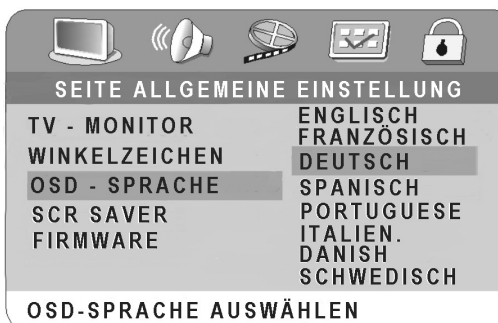 SEITE ALLGEMEINE EINSTELLUNG
TV - MONITOR
WINKELZEICHEN
OSD - SPRACHE
SCR SAVER
FIRMWARE
ENGLISCH
FRANZÖSISCH
DEUTSCH
SPANISCH
PORTUGUESE
ITALIEN.
DANISH
SCHWEDISCH
OSD-SPRACHE AUSWÄHLEN